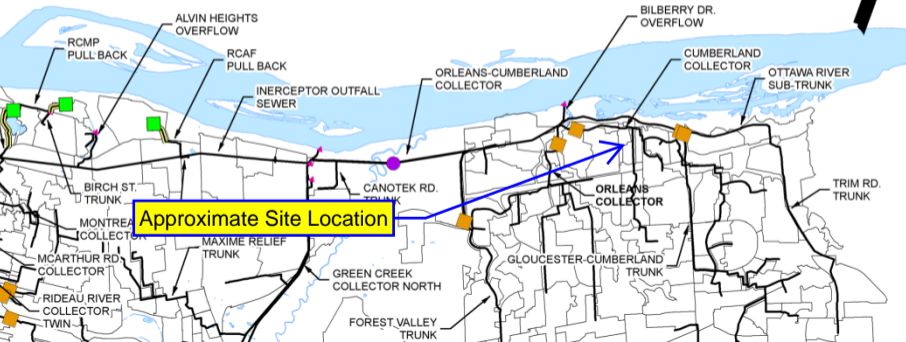 ALVIN HEIGHTS
OVERFLOW
RCMP
PULL BACK
RCAF
PULL BACK
INERCEPTOR OUTFALL
SEWER
ORLEANS-CUMBERLAND
COLLECTOR
BILBERRY DR.
OVERFLOW
CUMBERLAND
COLLECTOR
OTTAWA RIVER
SUB-TRUNK
BIRCH ST.
TRUNK
CANOTEK RD.
TRUNK
ORLEANS
COLLECTOR
TRIM RD.
TRUNK
Approximate Site Location
MONTREA
COLLECTOR
MAXIME RELIEF
TRUNK
MCARTHUR RD
COLLECTOR
GREEN CREEK
COLLECTOR NORTH
GLOUCESTER-CUMBERLAND
TRUNK
RIDEAU RIVER
COLLECTOR
TWIN
FOREST VALLEY
TRUNK